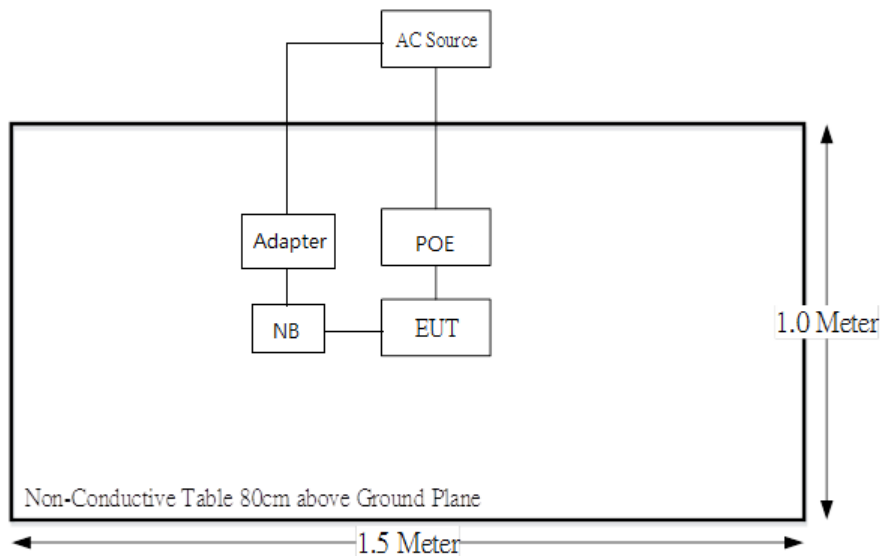 AC Source
Adapter
POE
NB
EUT
1.0 Meter
Non-Conductive Table 80cm above Ground Plane
1.5 Meter